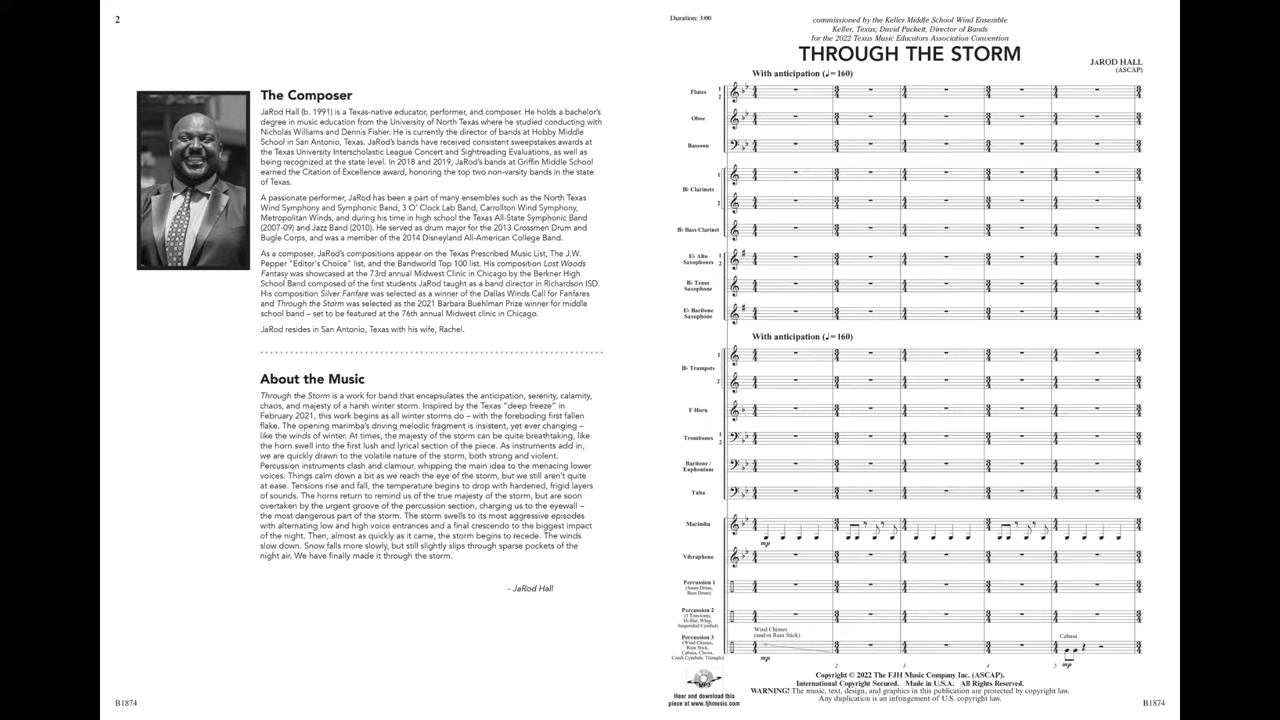 2
The Composer
JaRod Hall (b. 1991) is a Texas-native educator, performer, and composer. He holds a bachelor's
degree in music education from the University of North Texas where he studied conducting with
Nicholas Williams and Dennis Fisher. He is currently the director of bands at Hobby Middle
School in San Antonio, Texas. JaRod's bands have received consistent sweepstakes awards at
the Texas University Interscholastic League Concert and Sightreading Evaluations, as well as
being recognized at the state level. In 2018 and 2019, JaRod's bands at Griffin Middle School
earned the Citation of Excellence award, honoring the top two non-varsity bands in the state
of Texas.
A passionate performer, JaRod has been a part of many ensembles such as the North Texas
Wind Symphony and Symphonic Band, 3 O' Clock Lab Band, Carrollton Wind Symphony,
Metropolitan Winds, and during his time in high school the Texas All-State Symphonic Band
(2007-09) and Jazz Band (2010). He served as drum major for the 2013 Crossmen Drum and
Bugle Corps, and was a member of the 2014 Disneyland All-American College Band.
As a composer, JaRod's compositions appear on the Texas Prescribed Music List, The J.W.
Pepper "Editor's Choice" list, and the Bandworld Top 100 list. His composition Lost Woods
Fantasy was showcased at the 73rd annual Midwest Clinic in Chicago by the Berkner High
School Band composed of the first students JaRod taught as a band director in Richardson ISD.
His composition Silver Fanfare was selected as a winner of the Dallas Winds Call for Fanfares
and Through the Storm was selected as the 2021 Barbara Buehlman Prize winner for middle
school band – set to be featured at the 76th annual Midwest clinic in Chicago.
JaRod resides in San Antonio, Texas with his wife, Rachel.
About the Music
Through the Storm is a work for band that encapsulates the anticipation, serenity, calamity,
chaos, and majesty of a harsh winter storm. Inspired by the Texas "deep freeze" in
February 2021, this work begins as all winter storms do – with the foreboding first fallen
flake. The opening marimba's driving melodic fragment is insistent, yet ever changing –
like the winds of winter. At times, the majesty of the storm can be quite breathtaking, like
the horn swell into the first lush and lyrical section of the piece. As instruments add in,
we are quickly drawn to the volatile nature of the storm, both strong and violent.
Percussion instruments clash and clamour, whipping the main idea to the menacing lower
voices. Things calm down a bit as we reach the eye of the storm, but we still aren't quite
at ease. Tensions rise and fall, the temperature begins to drop with hardened, frigid layers
of sounds. The horns return to remind us of the true majesty of the storm, but are soon
overtaken by the urgent groove of the percussion section, charging us to the eyewall –
the most dangerous part of the storm. The storm swells to its most aggressive episodes
with alternating low and high voice entrances and a final crescendo to the biggest impact
of the night. Then, almost as quickly as it came, the storm begins to recede. The winds
slow down. Snow falls more slowly, but still slightly slips through sparse pockets of the
night air. We have finally made it through the storm.
- JaRod Hall
B1874
Duration: 3:00
commissioned by the Keller Middle School Wind Ensemble
Keller, Texas; David Puckett, Director of Bands
for the 2022 Texas Music Educators Association Convention
THROUGH THE STORM
JAROD HALL
(ASCAP)
With anticipation (♩=160)
Flutes 1
2
Oboe
Bassoon
B♭ Clarinets
1
2
B♭ Bass Clarinet
E♭ Alto 1
Saxophones 2
B♭ Tenor
Saxophone
E♭ Baritone
Saxophone
With anticipation (♩=160)
B♭ Trumpets
1
2
F Horn
Trombones 1
2
Baritone /
Euphonium
Tuba
Marimba
mp
Vibraphone
Percussion 1
(Snare Drum,
Bass Drum)
Percussion 2
(3 Tom-toms,
Hi-Hat, Whip,
Suspended Cymbal)
Percussion 3
(Wind Chimes,
Rain Stick,
Cabasa, Claves,
Crash Cymbals, Triangle)
Wind Chimes
(and/or Rain Stick)
mp
Cabasa
mp
2 3 4 5
MP3
Hear and download this
piece at www.fjhmusic.com
Copyright © 2022 The FJH Music Company Inc. (ASCAP).
International Copyright Secured. Made in U.S.A. All Rights Reserved.
WARNING! The music, text, design, and graphics in this publication are protected by copyright law.
Any duplication is an infringement of U.S. copyright law.
B1874